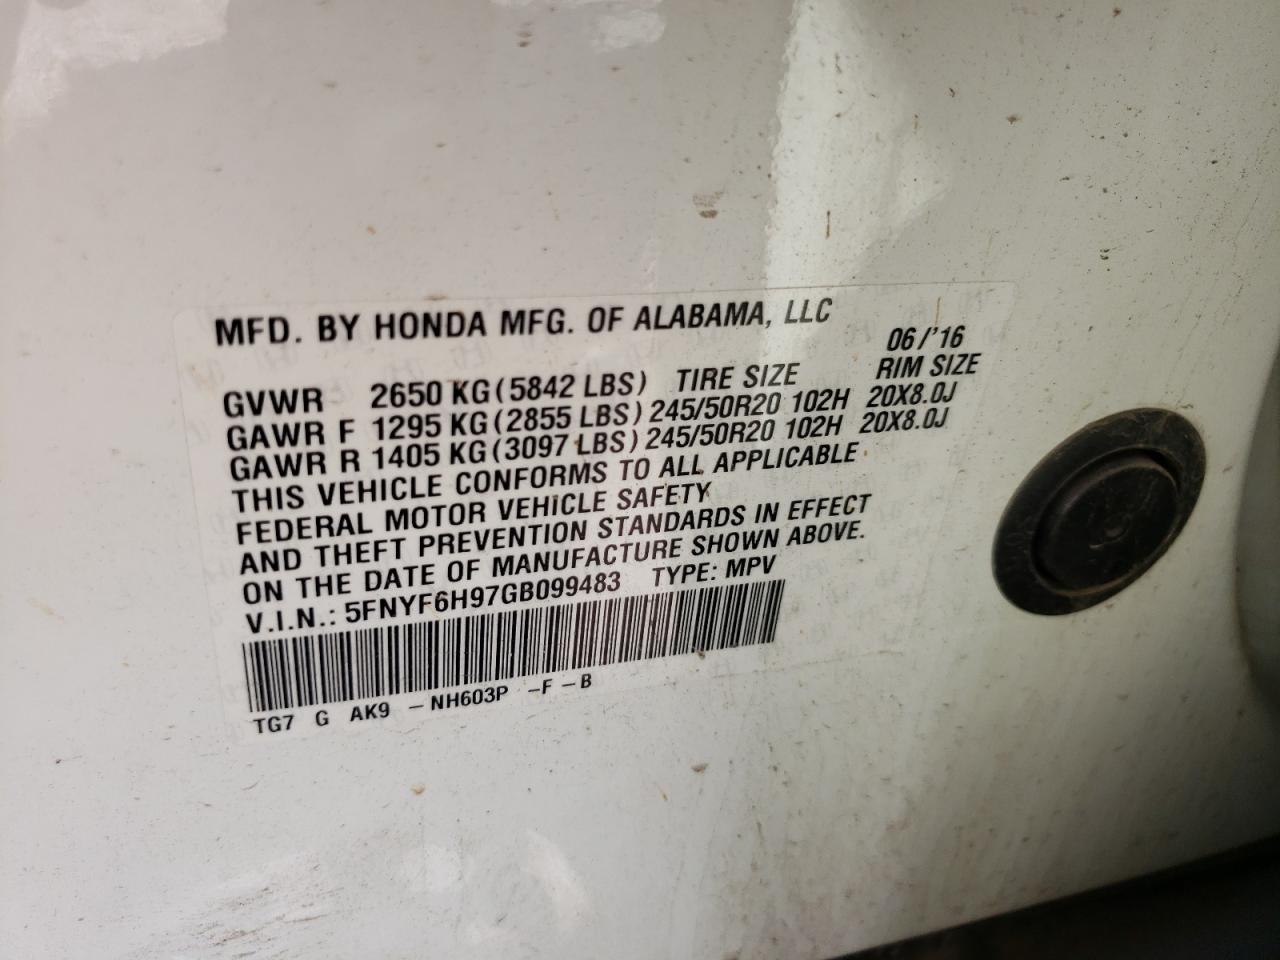 MFD. BY HONDA MFG. OF ALABAMA, LLC
06/'16
GVWR 2650 KG (5842 LBS) TIRE SIZE RIM SIZE
GAWR F 1295 KG (2855 LBS) 245/50R20 102H 20X8.0J
GAWR R 1405 KG (3097 LBS) 245/50R20 102H 20X8.0J
THIS VEHICLE CONFORMS TO ALL APPLICABLE
FEDERAL MOTOR VEHICLE SAFETY
AND THEFT PREVENTION STANDARDS IN EFFECT
ON THE DATE OF MANUFACTURE SHOWN ABOVE.
V.I.N.: 5FNYF6H97GB099483 TYPE: MPV
TG7 G AK9 – NH603P –F – B